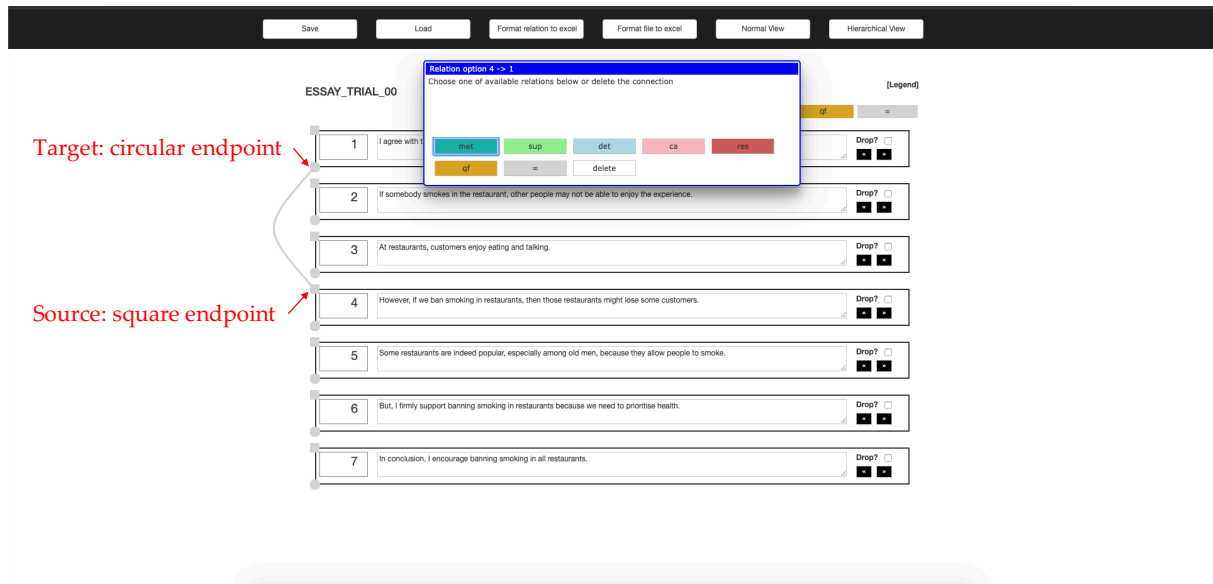 Save Load Format relation to excel Format file to excel Normal View Hierarchical View
Relation option 4 -> 1
Choose one of available relations below or delete the connection
ESSAY_TRIAL_00
[Legend]
qf =
met sup det ca res
qf = delete
Target: circular endpoint
1 I agree with Drop?
« »
2 If somebody smokes in the restaurant, other people may not be able to enjoy the experience. Drop?
« »
3 At restaurants, customers enjoy eating and talking. Drop?
« »
Source: square endpoint
4 However, if we ban smoking in restaurants, then those restaurants might lose some customers. Drop?
« »
5 Some restaurants are indeed popular, especially among old men, because they allow people to smoke. Drop?
« »
6 But, I firmly support banning smoking in restaurants because we need to prioritise health. Drop?
« »
7 In conclusion, I encourage banning smoking in all restaurants. Drop?
« »